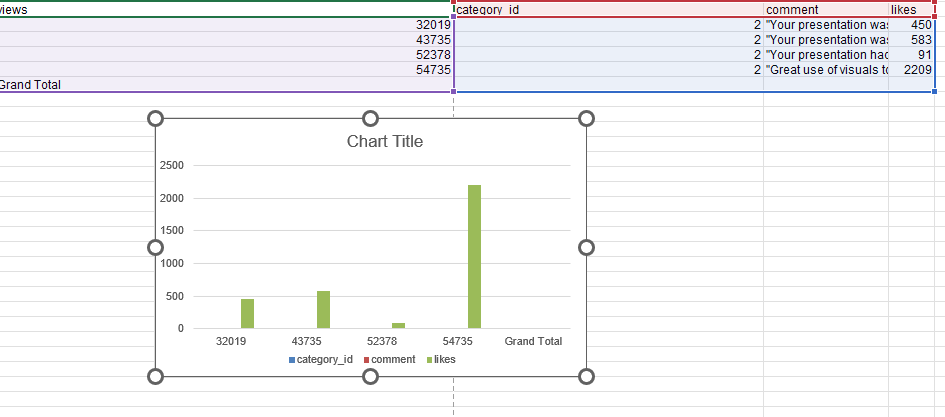 views category_id comment likes
32019 2 "Your presentation was 450
43735 2 "Your presentation was 583
52378 2 "Your presentation had 91
54735 2 "Great use of visuals to 2209
Grand Total
Chart Title
2500
2000
1500
1000
500
0
32019 43735 52378 54735 Grand Total
category_id comment likes